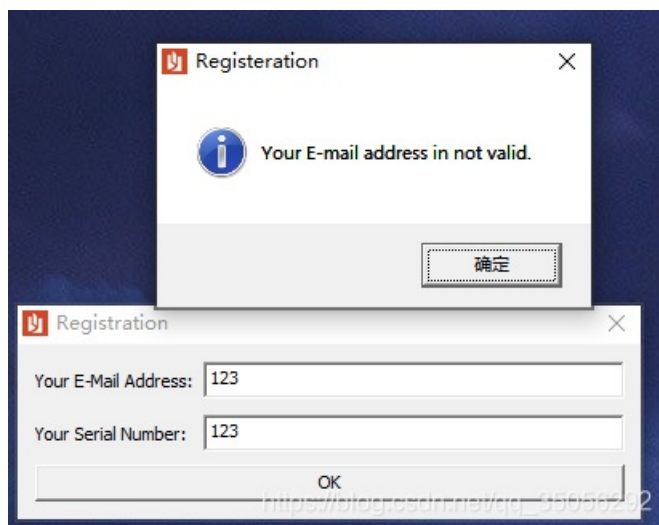 Registeration
Your E-mail address in not valid.
确定
Registration
Your E-Mail Address: 123
Your Serial Number: 123
OK
https://blog.csdn.net/qq_35056292